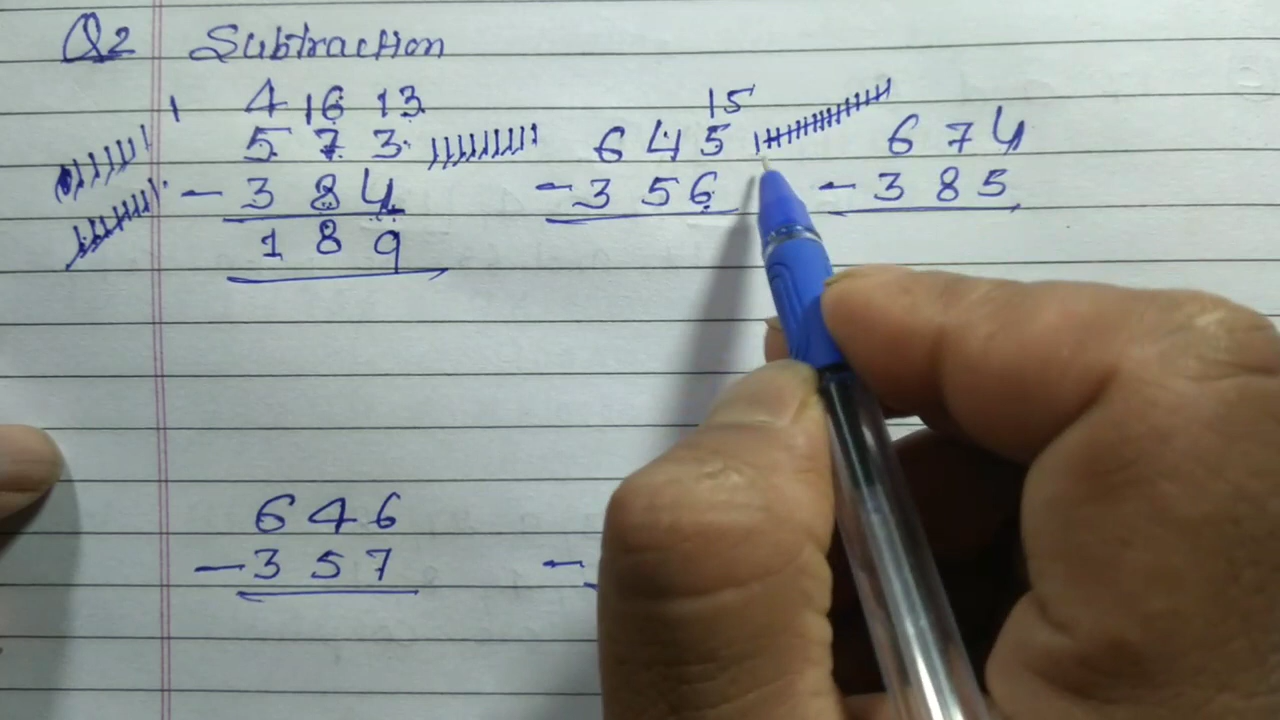 Q2 Subtraction
4 16 13 15
5 7 3 6 4 5 6 7 4
- 3 8 4 - 3 5 6 - 3 8 5
1 8 9
6 4 6
- 3 5 7 -